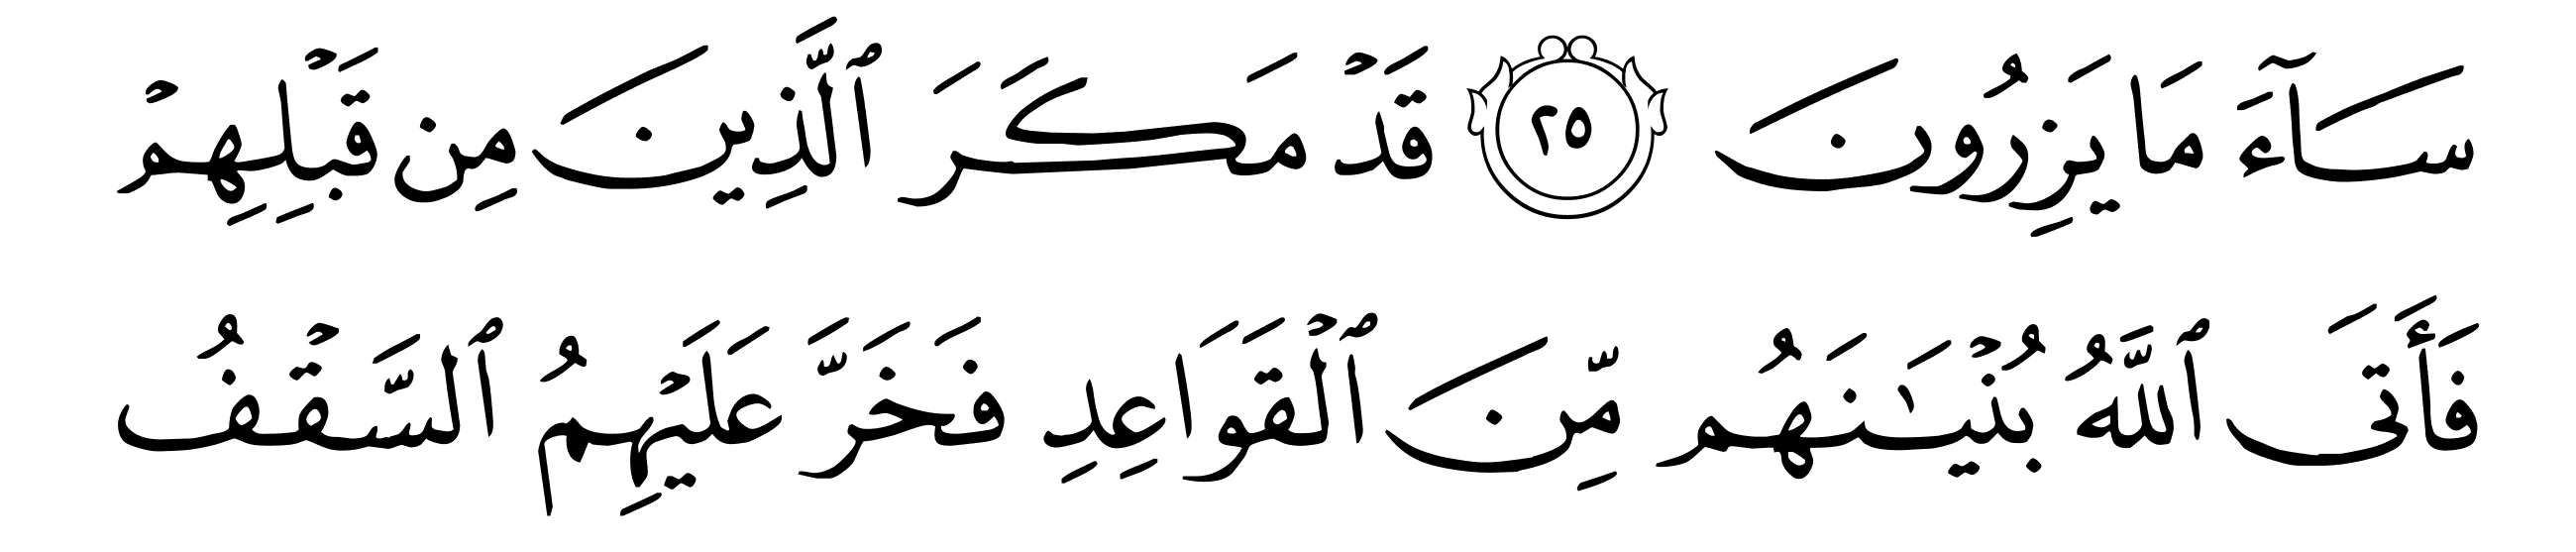 سَآءَ مَا يَزِرُونَ ٢٥ قَدۡ مَكَرَ ٱلَّذِينَ مِن قَبۡلِهِمۡ
فَأَتَى ٱللَّهُ بُنۡيَٰنَهُم مِّنَ ٱلۡقَوَاعِدِ فَخَرَّ عَلَيۡهِمُ ٱلسَّقۡفُ